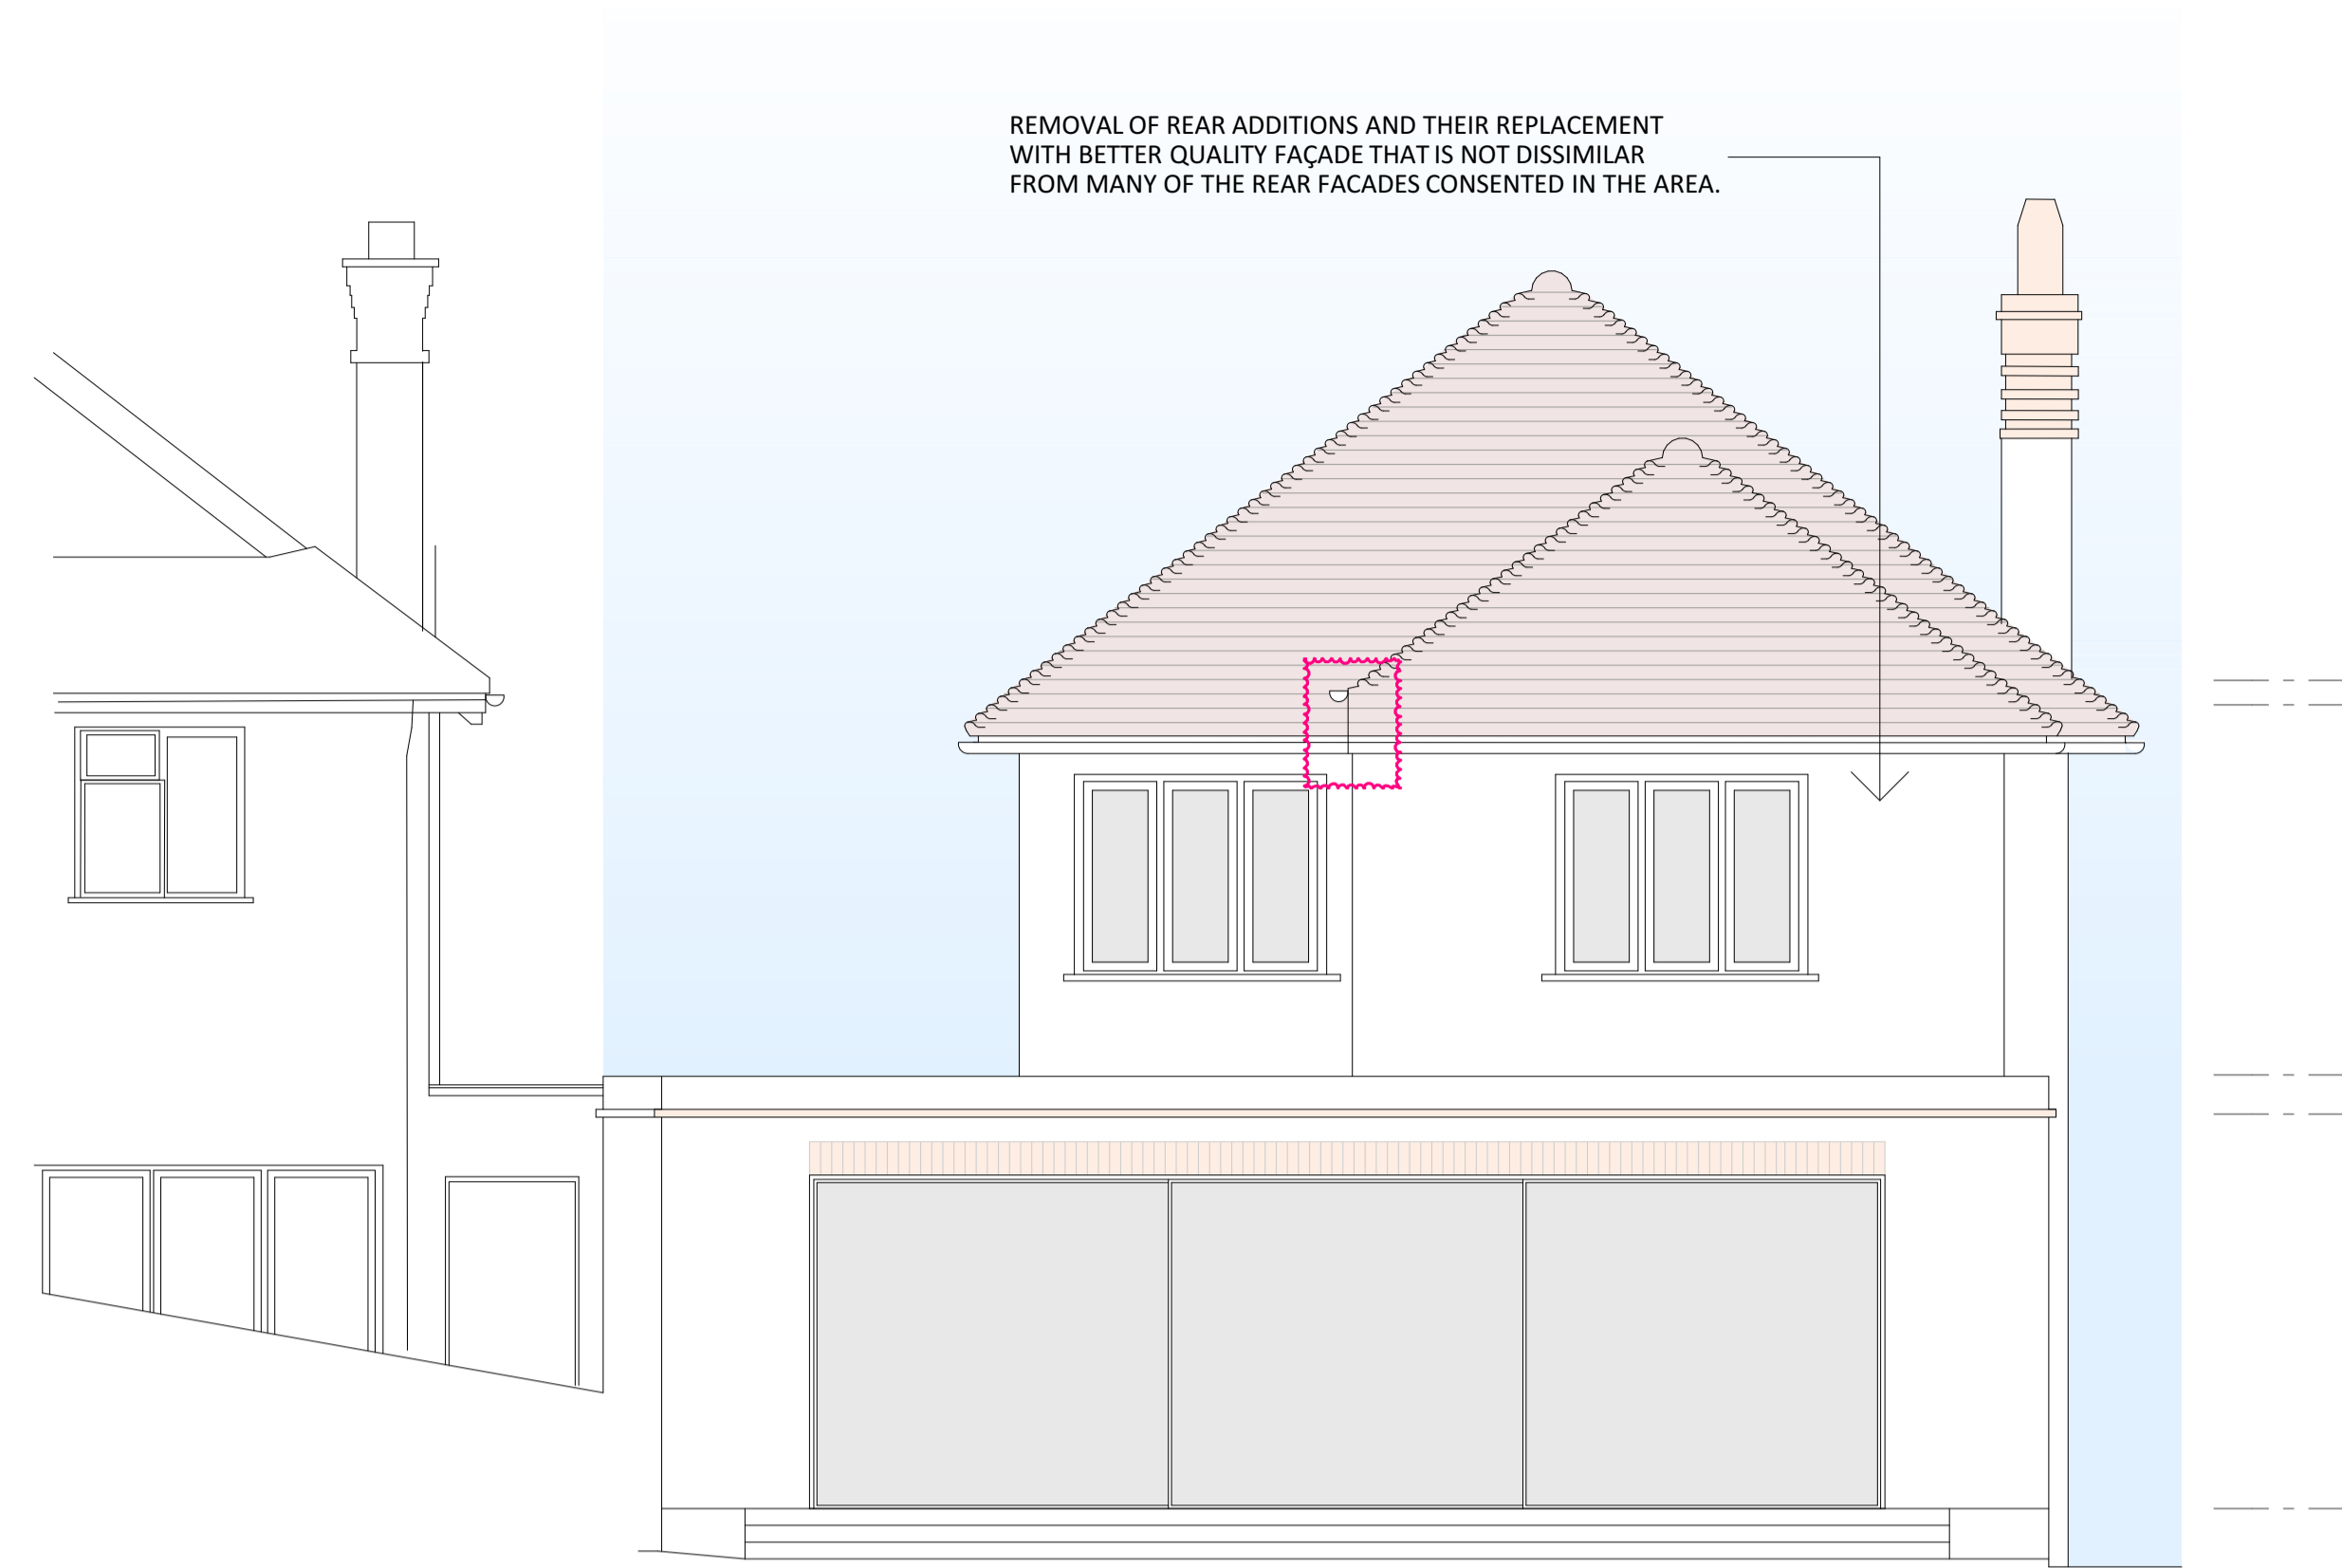 REMOVAL OF REAR ADDITIONS AND THEIR REPLACEMENT
WITH BETTER QUALITY FAÇADE THAT IS NOT DISSIMILAR
FROM MANY OF THE REAR FACADES CONSENTED IN THE AREA.